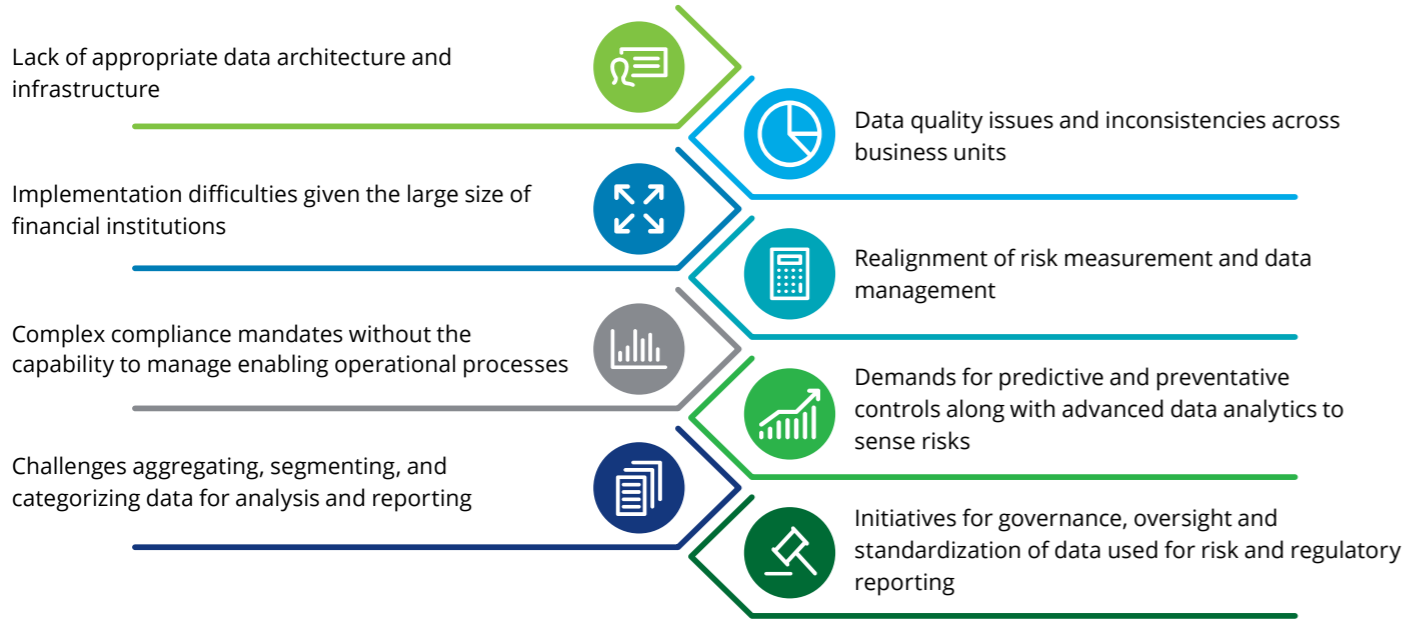 Lack of appropriate data architecture and
infrastructure
Data quality issues and inconsistencies across
business units
Implementation difficulties given the large size of
financial institutions
Realignment of risk measurement and data
management
Complex compliance mandates without the
capability to manage enabling operational processes
Demands for predictive and preventative
controls along with advanced data analytics to
sense risks
Challenges aggregating, segmenting, and
categorizing data for analysis and reporting
Initiatives for governance, oversight and
standardization of data used for risk and regulatory
reporting